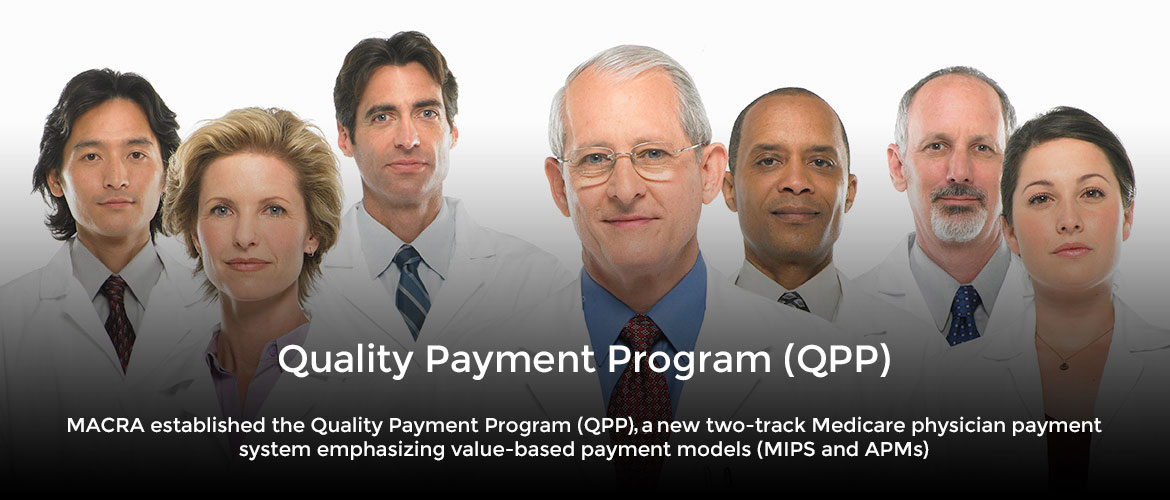 Quality Payment Program (QPP)
MACRA established the Quality Payment Program (QPP), a new two-track Medicare physician payment
system emphasizing value-based payment models (MIPS and APMs)